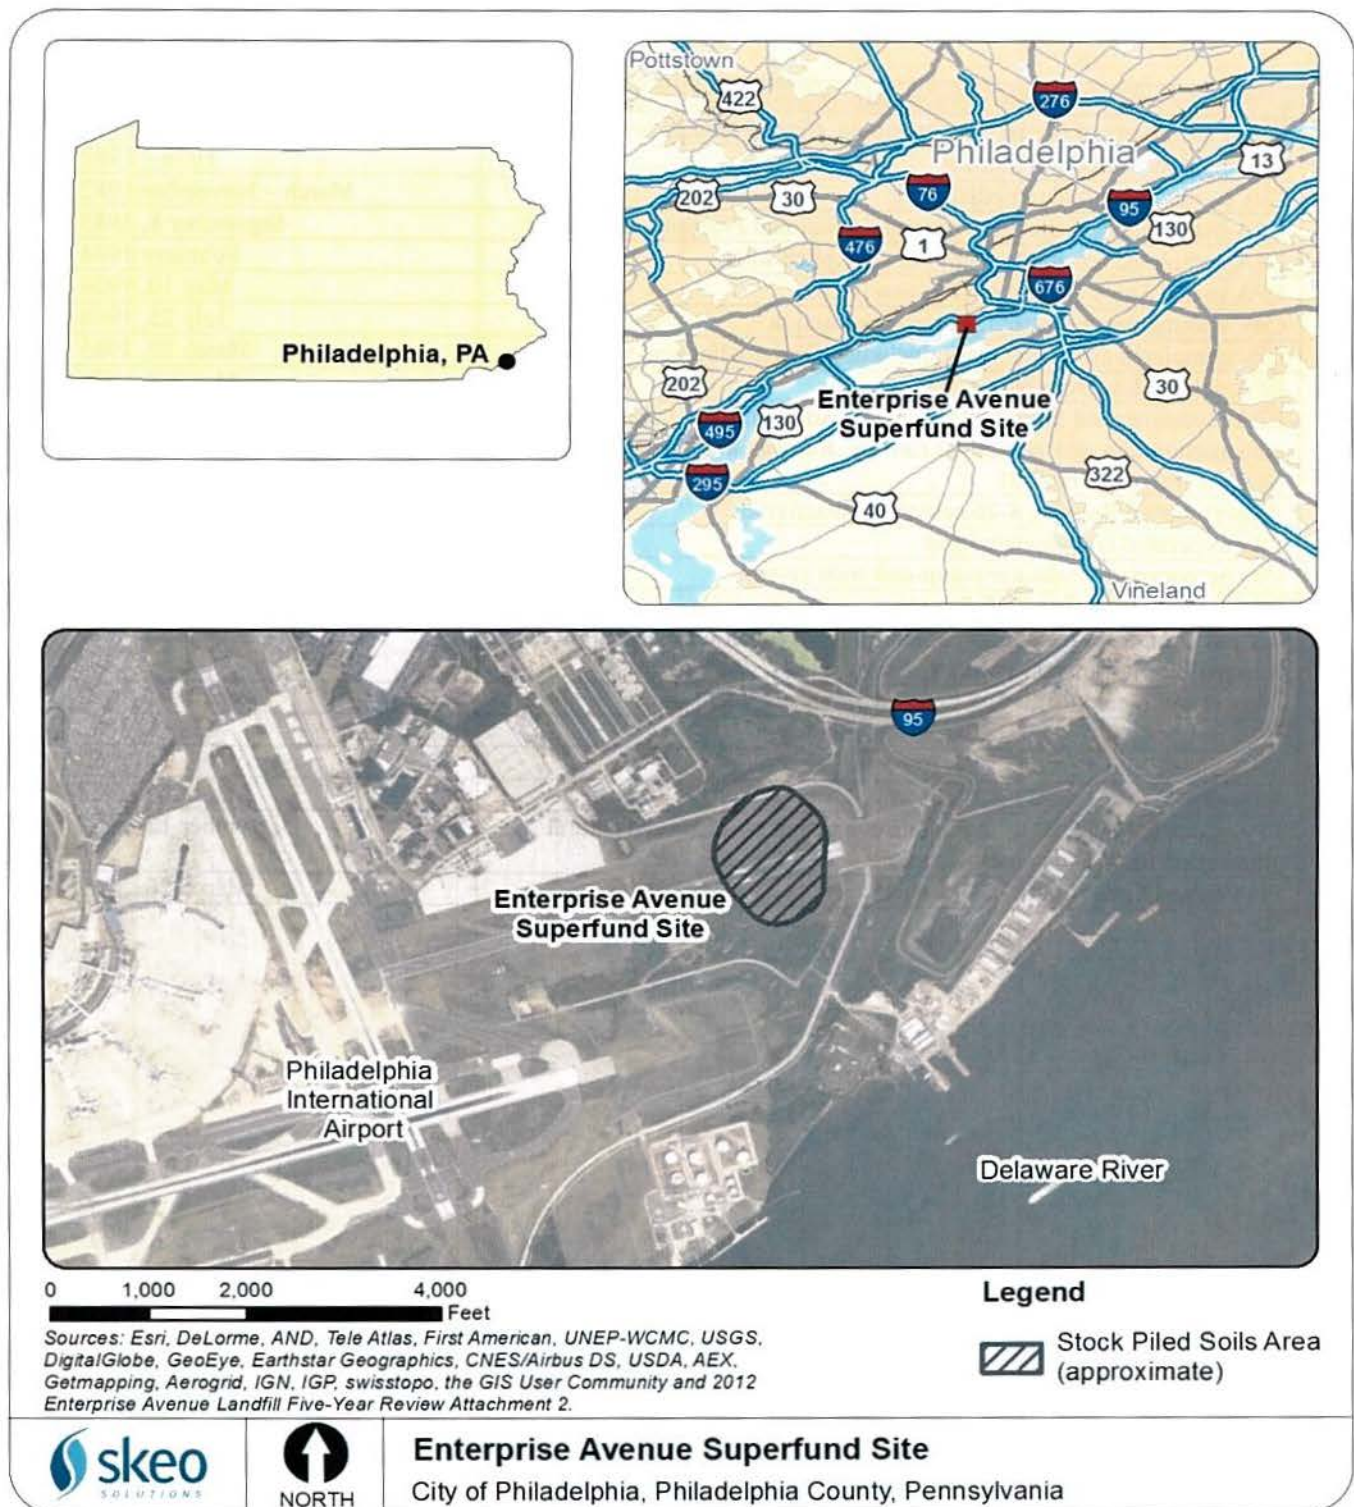 Philadelphia, PA
Pottstown
422
276
Philadelphia
13
202
30
76
95
130
476
1
676
202
Enterprise Avenue
Superfund Site
30
495
130
322
295
40
Vineland
95
Enterprise Avenue
Superfund Site
Philadelphia
International
Airport
Delaware River
0 1,000 2,000 4,000
Feet
Sources: Esri, DeLorme, AND, Tele Atlas, First American, UNEP-WCMC, USGS,
DigitalGlobe, GeoEye, Earthstar Geographics, CNES/Airbus DS, USDA, AEX,
Getmapping, Aerogrid, IGN, IGP, swisstopo, the GIS User Community and 2012
Enterprise Avenue Landfill Five-Year Review Attachment 2.
Legend
Stock Piled Soils Area
(approximate)
skeo
SOLUTIONS
NORTH
Enterprise Avenue Superfund Site
City of Philadelphia, Philadelphia County, Pennsylvania